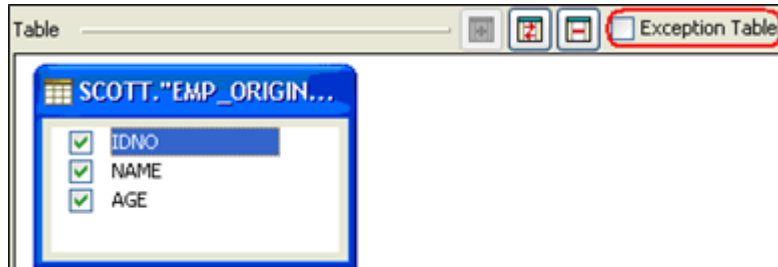 Table
Exception Table
SCOTT."EMP_ORIGIN...
IDNO
NAME
AGE